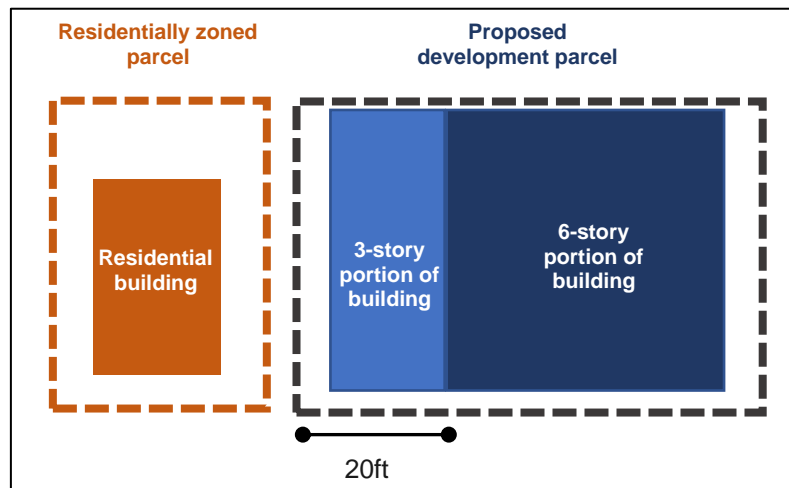 Residentially zoned
parcel
Proposed
development parcel
Residential
building
3-story
portion of
building
6-story
portion of
building
20ft